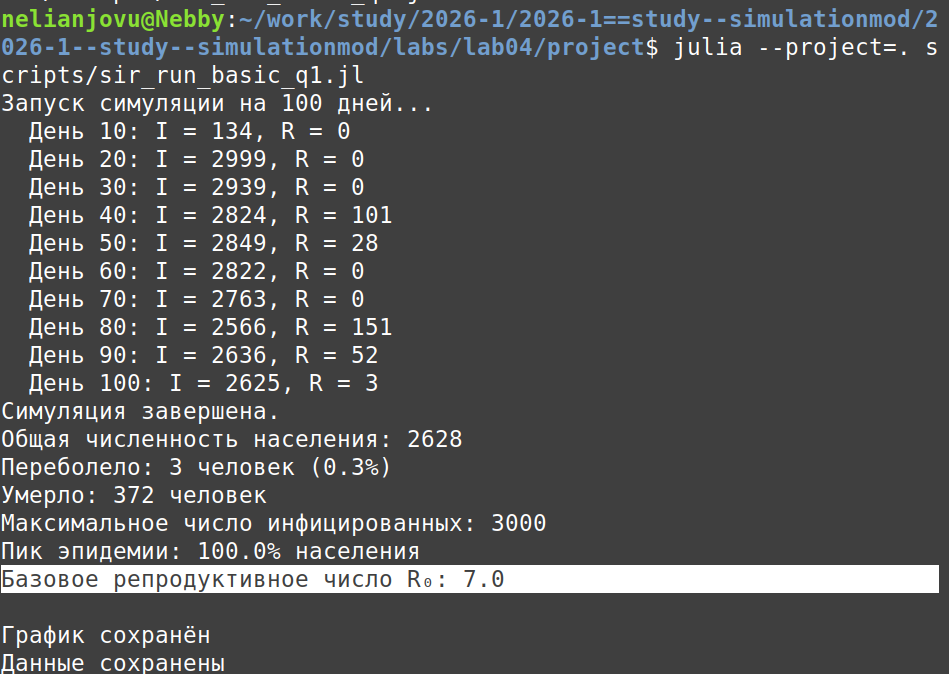 nelianjovu@Nebby:~/work/study/2026-1/2026-1==study--simulationmod/2
026-1--study--simulationmod/labs/lab04/project$ julia --project=. s
cripts/sir_run_basic_q1.jl
Запуск симуляции на 100 дней...
  День 10: I = 134, R = 0
  День 20: I = 2999, R = 0
  День 30: I = 2939, R = 0
  День 40: I = 2824, R = 101
  День 50: I = 2849, R = 28
  День 60: I = 2822, R = 0
  День 70: I = 2763, R = 0
  День 80: I = 2566, R = 151
  День 90: I = 2636, R = 52
  День 100: I = 2625, R = 3
Симуляция завершена.
Общая численность населения: 2628
Переболело: 3 человек (0.3%)
Умерло: 372 человек
Максимальное число инфицированных: 3000
Пик эпидемии: 100.0% населения
Базовое репродуктивное число R₀: 7.0
График сохранён
Данные сохранены